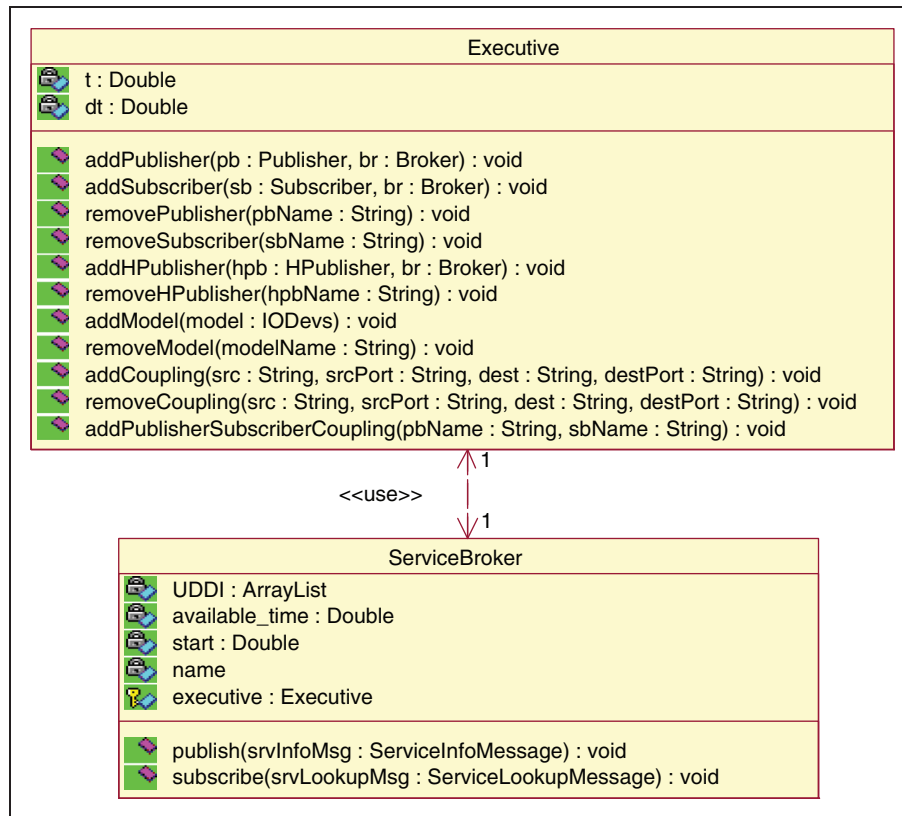 Executive
t : Double
dt : Double
addPublisher(pb : Publisher, br : Broker) : void
addSubscriber(sb : Subscriber, br : Broker) : void
removePublisher(pbName : String) : void
removeSubscriber(sbName : String) : void
addHPublisher(hpb : HPublisher, br : Broker) : void
removeHPublisher(hpbName : String) : void
addModel(model : IODevs) : void
removeModel(modelName : String) : void
addCoupling(src : String, srcPort : String, dest : String, destPort : String) : void
removeCoupling(src : String, srcPort : String, dest : String, destPort : String) : void
addPublisherSubscriberCoupling(pbName : String, sbName : String) : void
1
<<use>>
1
ServiceBroker
UDDI : ArrayList
available_time : Double
start : Double
name
executive : Executive
publish(srvInfoMsg : ServiceInfoMessage) : void
subscribe(srvLookupMsg : ServiceLookupMessage) : void